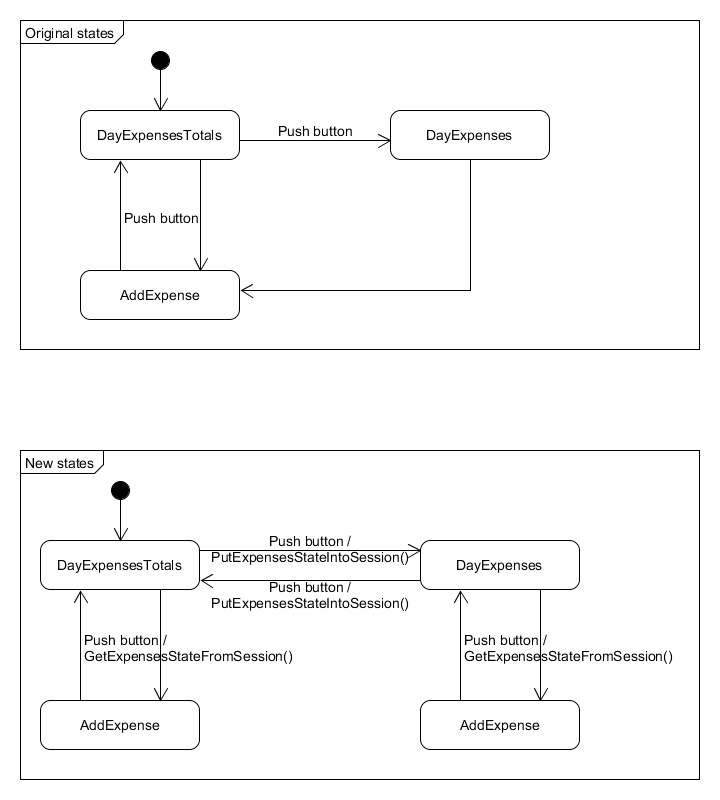 Original states
DayExpensesTotals
Push button
DayExpenses
Push button
AddExpense
New states
Push button /
PutExpensesStateIntoSession()
DayExpensesTotals
DayExpenses
Push button /
PutExpensesStateIntoSession()
Push button /
GetExpensesStateFromSession()
Push button /
GetExpensesStateFromSession()
AddExpense
AddExpense